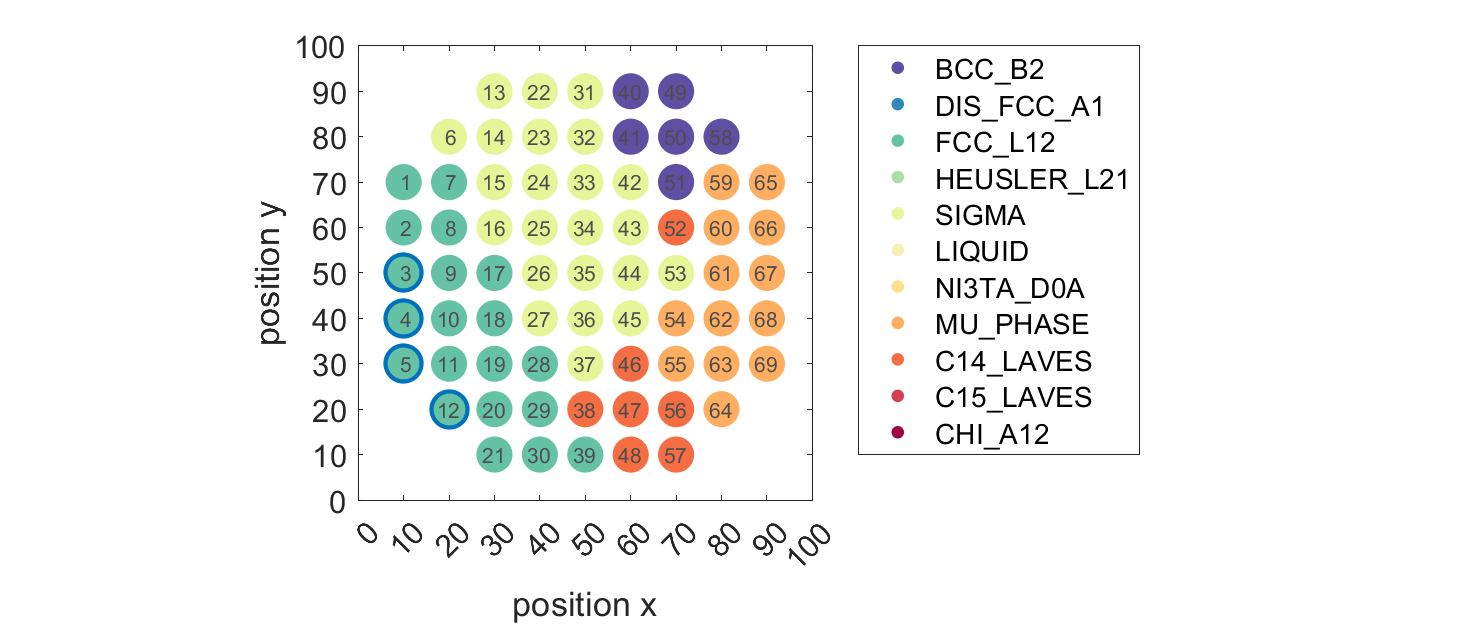 100
90
13 22 31 40 49
80
6 14 23 32 41 50 58
70
1 7 15 24 33 42 51 59 65
60
2 8 16 25 34 43 52 60 66
50
3 9 17 26 35 44 53 61 67
40
4 10 18 27 36 45 54 62 68
30
5 11 19 28 37 46 55 63 69
20
12 20 29 38 47 56 64
10
21 30 39 48 57
0
position y
0 10 20 30 40 50 60 70 80 90 100
position x
BCC_B2
DIS_FCC_A1
FCC_L12
HEUSLER_L21
SIGMA
LIQUID
NI3TA_D0A
MU_PHASE
C14_LAVES
C15_LAVES
CHI_A12